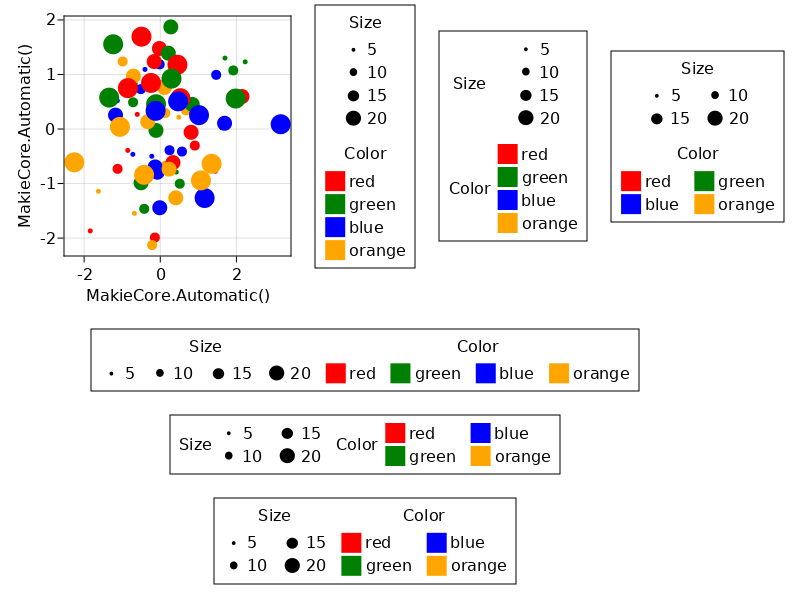 2
1
0
-1
-2
MakieCore.Automatic()
-2
0
2
MakieCore.Automatic()
Size
5
10
15
20
Color
red
green
blue
orange
Size
5
10
15
20
Color
red
green
blue
orange
Size
5 10
15 20
Color
red green
blue orange
Size Color
5 10 15 20 red green blue orange
Size 5 15 Color red blue
10 20 green orange
Size Color
5 15 red blue
10 20 green orange